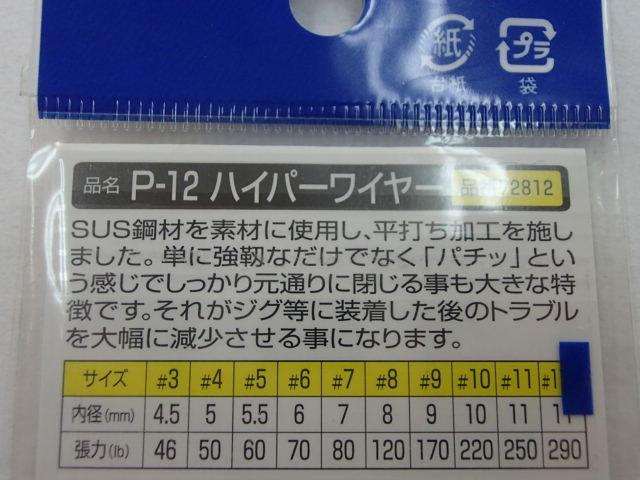 紙
台紙
プラ
袋
品名 P-12 ハイパーワイヤー 2812
SUS鋼材を素材に使用し、平打ち加工を施し
ました。単に強靱なだけでなく「パチッ」とい
う感じでしっかり元通りに閉じる事も大きな特
徴です。それがジグ等に装着した後のトラブル
を大幅に減少させる事になります。
サイズ #3 #4 #5 #6 #7 #8 #9 #10 #11
内径(mm) 4.5 5 5.5 6 7 8 9 10 11 11
張力(lb) 46 50 60 70 80 120 170 220 250 290